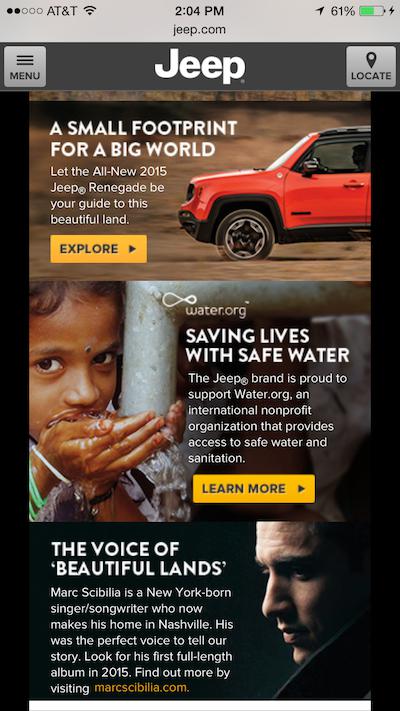 AT&T 2:04 PM 61%
jeep.com
MENU Jeep LOCATE
A SMALL FOOTPRINT
FOR A BIG WORLD
Let the All-New 2015
Jeep® Renegade be
your guide to this
beautiful land.
EXPLORE
water.org™
SAVING LIVES
WITH SAFE WATER
The Jeep® brand is proud to
support Water.org, an
international nonprofit
organization that provides
access to safe water and
sanitation.
LEARN MORE
THE VOICE OF
‘BEAUTIFUL LANDS’
Marc Scibilia is a New York-born
singer/songwriter who now
makes his home in Nashville. His
was the perfect voice to tell our
story. Look for his first full-length
album in 2015. Find out more by
visiting marcscibilia.com.